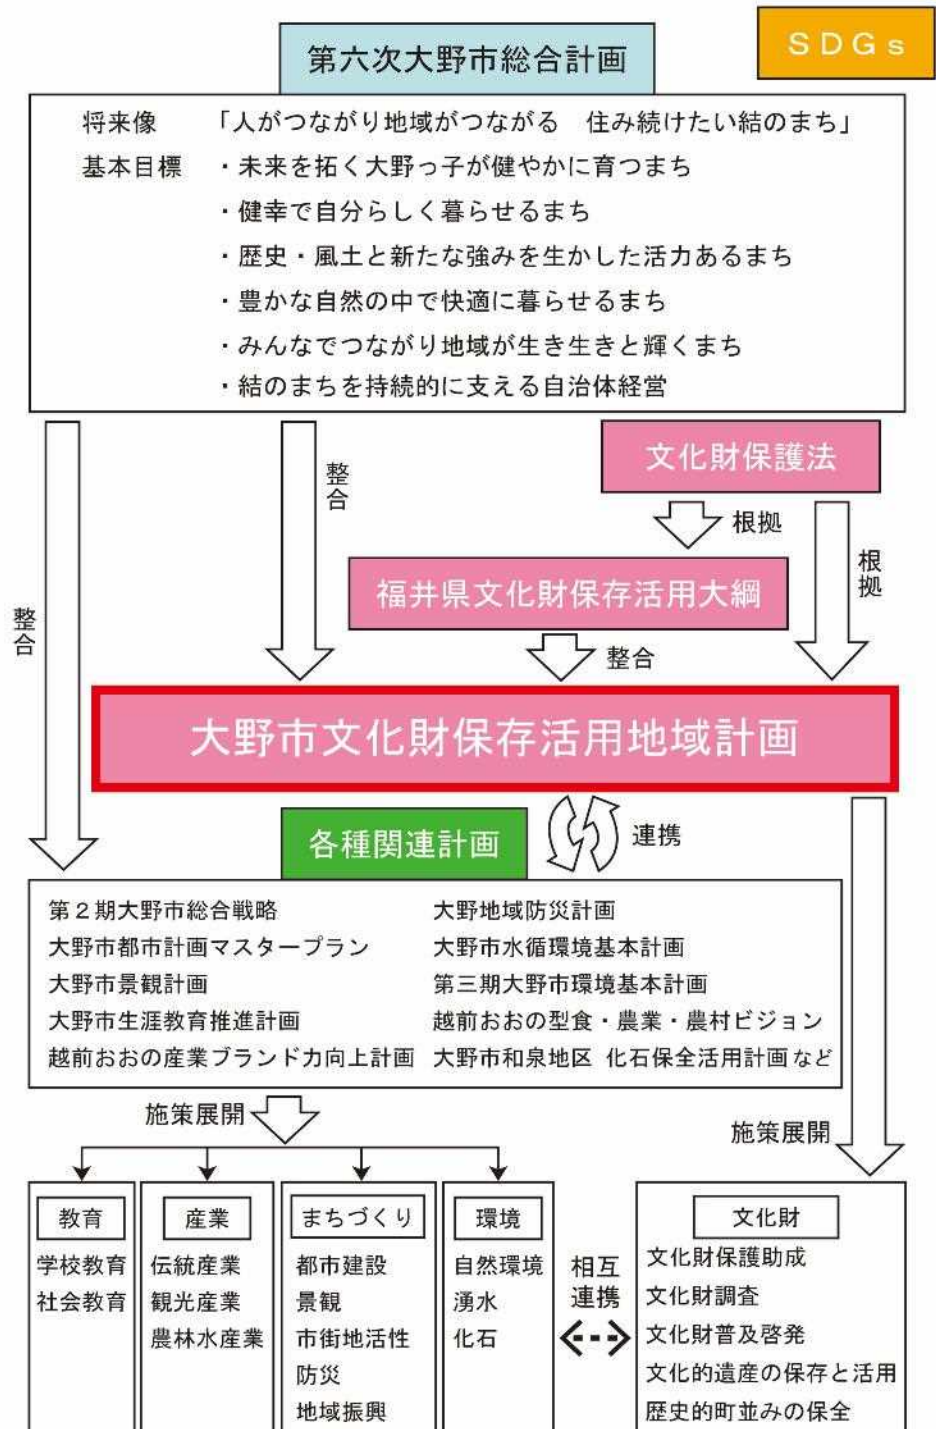 SDGs
第六次大野市総合計画
将来像 「人がつながり地域がつながる 住み続けたい結のまち」
基本目標 ・未来を拓く大野っ子が健やかに育つまち
・健幸で自分らしく暮らせるまち
・歴史・風土と新たな強みを生かした活力あるまち
・豊かな自然の中で快適に暮らせるまち
・みんなでつながり地域が生き生きと輝くまち
・結のまちを持続的に支える自治体経営
整合
整合
文化財保護法
根拠
根拠
福井県文化財保存活用大綱
整合
大野市文化財保存活用地域計画
各種関連計画
連携
第2期大野市総合戦略
大野市都市計画マスタープラン
大野市景観計画
大野市生涯教育推進計画
越前おおの産業ブランド力向上計画
大野地域防災計画
大野市水循環基本計画
第三期大野市環境基本計画
越前おおの型食・農業・農村ビジョン
大野市和泉地区 化石保全活用計画など
施策展開
施策展開
教育
学校教育
社会教育
産業
伝統産業
観光産業
農林水産業
まちづくり
都市建設
景観
市街地活性
防災
地域振興
環境
自然環境
湧水
化石
相互
連携
文化財
文化財保護助成
文化財調査
文化財普及啓発
文化的遺産の保存と活用
歴史的町並みの保全